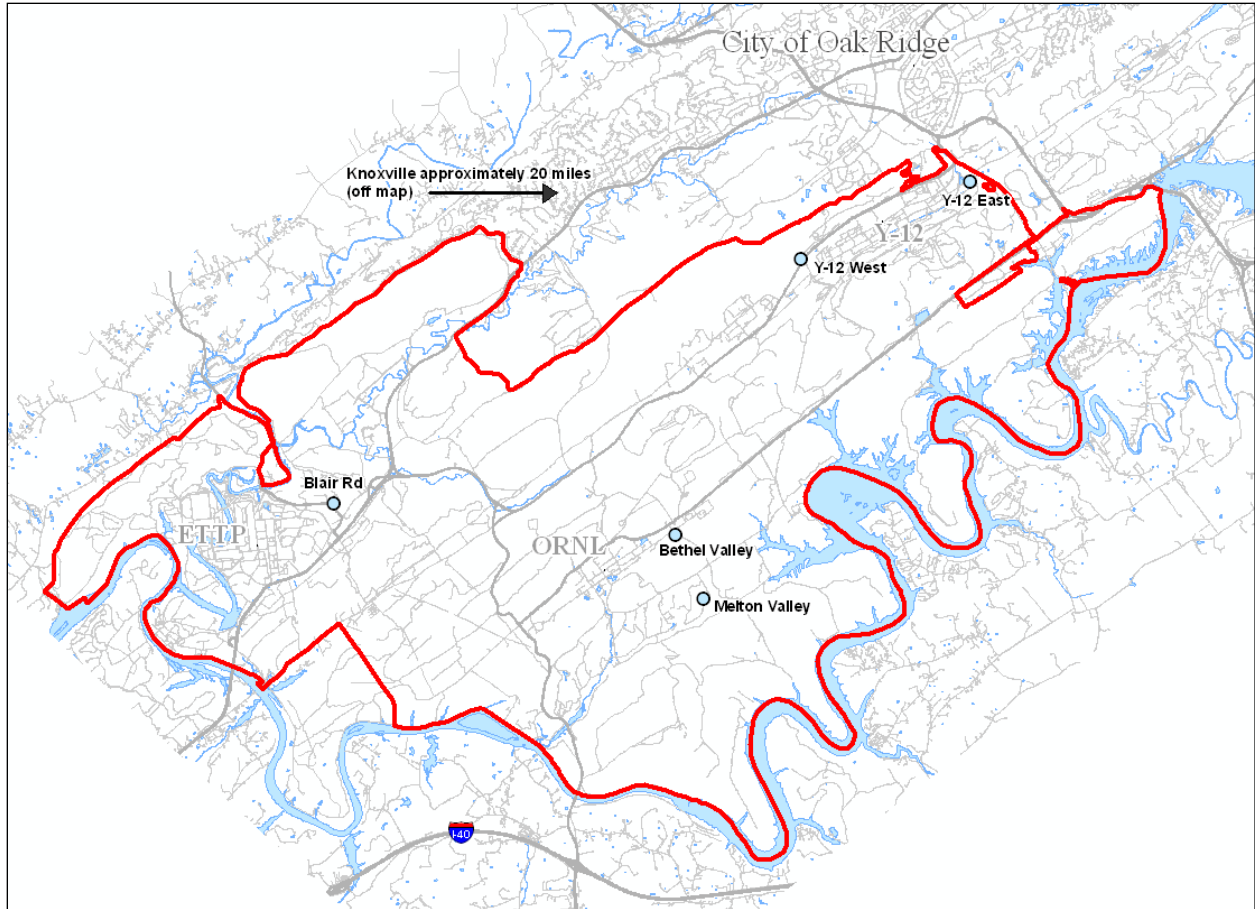 City of Oak Ridge
Knoxville approximately 20 miles
(off map)
Y-12 East
Y-12
Y-12 West
Blair Rd
ETTP
ORNL
Bethel Valley
Melton Valley
I-40